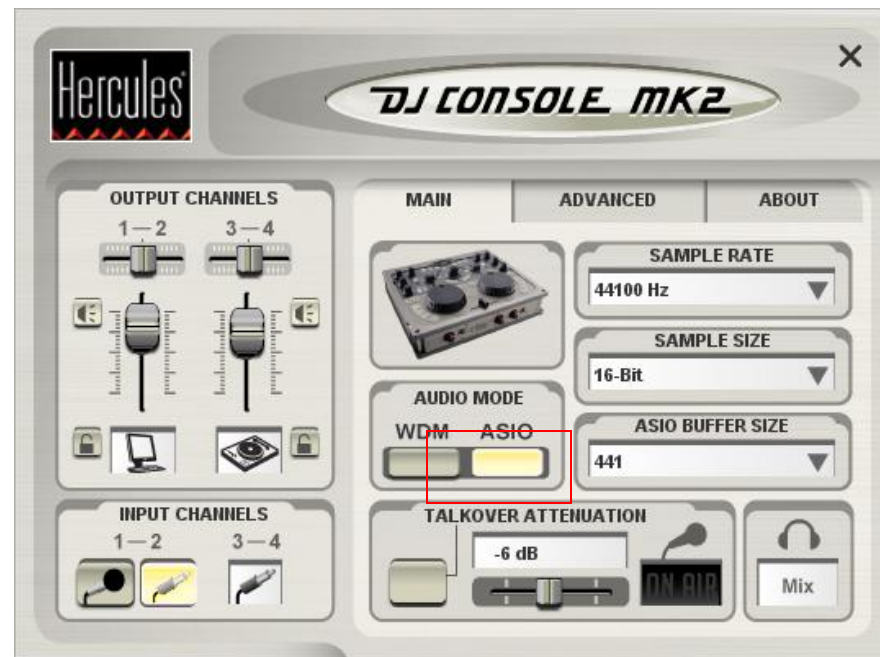 Hercules
DJ CONSOLE MK2
OUTPUT CHANNELS
1 — 2
3 — 4
INPUT CHANNELS
1 — 2
3 — 4
MAIN
ADVANCED
ABOUT
SAMPLE RATE
44100 Hz
SAMPLE SIZE
16-Bit
AUDIO MODE
WDM
ASIO
ASIO BUFFER SIZE
441
TALKOVER ATTENUATION
-6 dB
ON AIR
Mix